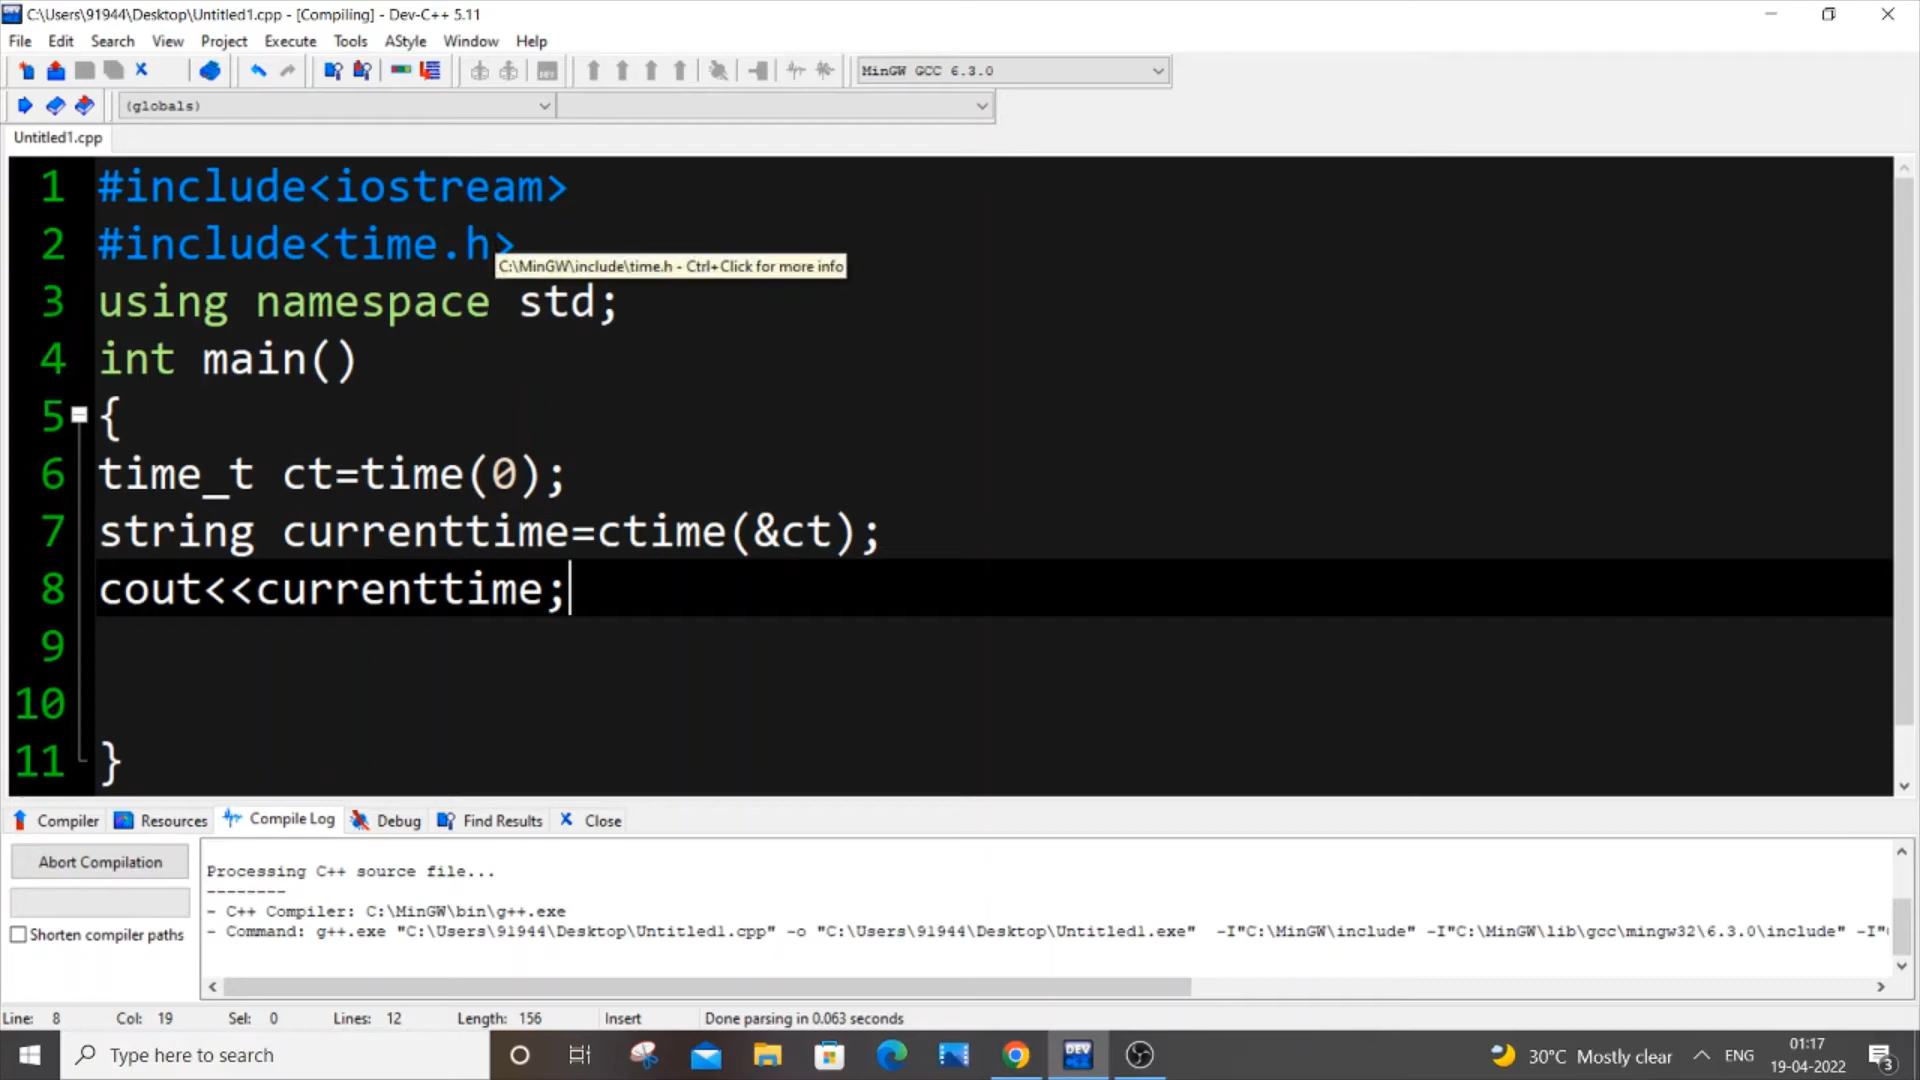 C:\Users\91944\Desktop\Untitled1.cpp - [Compiling] - Dev-C++ 5.11
File Edit Search View Project Execute Tools AStyle Window Help
MinGW GCC 6.3.0
(globals)
Untitled1.cpp
1 #include<iostream>
2 #include<time.h>
C:\MinGW\include\time.h - Ctrl+Click for more info
3 using namespace std;
4 int main()
5 {
6 time_t ct=time(0);
7 string currenttime=ctime(&ct);
8 cout<<currenttime;
9
10
11 }
Compiler Resources Compile Log Debug Find Results Close
Abort Compilation
Shorten compiler paths
Processing C++ source file...
--------
- C++ Compiler: C:\MinGW\bin\g++.exe
- Command: g++.exe "C:\Users\91944\Desktop\Untitled1.cpp" -o "C:\Users\91944\Desktop\Untitled1.exe" -I"C:\MinGW\include" -I"C:\MinGW\lib\gcc\mingw32\6.3.0\include" -I"
Line: 8 Col: 19 Sel: 0 Lines: 12 Length: 156 Insert Done parsing in 0.063 seconds
Type here to search
DEV
30°C Mostly clear
ENG
01:17
19-04-2022
3